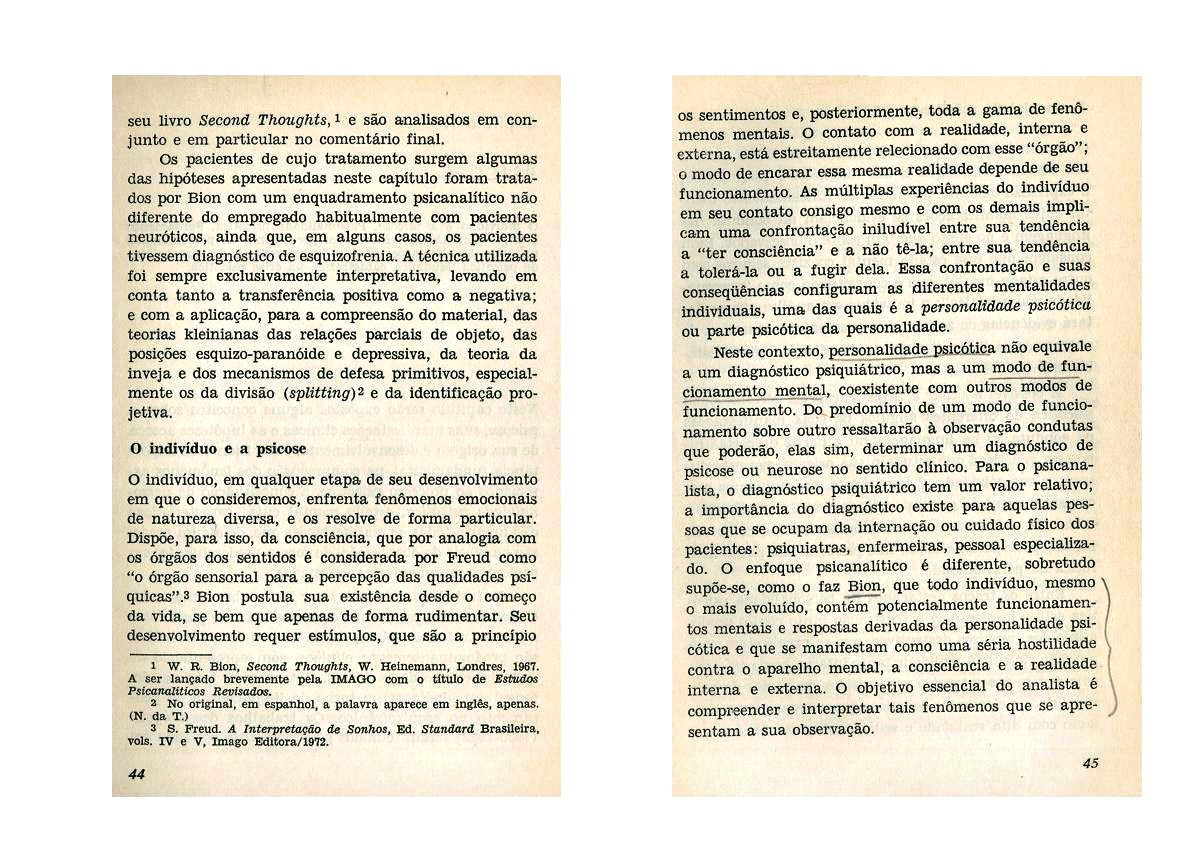 seu livro Second Thoughts,1 e são analisados em con-
junto e em particular no comentário final.
Os pacientes de cujo tratamento surgem algumas
das hipóteses apresentadas neste capítulo foram trata-
dos por Bion com um enquadramento psicanalítico não
diferente do empregado habitualmente com pacientes
neuróticos, ainda que, em alguns casos, os pacientes
tivessem diagnóstico de esquizofrenia. A técnica utilizada
foi sempre exclusivamente interpretativa, levando em
conta tanto a transferência positiva como a negativa;
e com a aplicação, para a compreensão do material, das
teorias kleinianas das relações parciais de objeto, das
posições esquizo-paranóide e depressiva, da teoria da
inveja e dos mecanismos de defesa primitivos, especial-
mente os da divisão (splitting)2 e da identificação pro-
jetiva.
O indivíduo e a psicose
O indivíduo, em qualquer etapa de seu desenvolvimento
em que o consideremos, enfrenta fenômenos emocionais
de natureza diversa, e os resolve de forma particular.
Dispõe, para isso, da consciência, que por analogia com
os órgãos dos sentidos é considerada por Freud como
“o órgão sensorial para a percepção das qualidades psí-
quicas”.3 Bion postula sua existência desde o começo
da vida, se bem que apenas de forma rudimentar. Seu
desenvolvimento requer estímulos, que são a princípio
1 W. R. Bion, Second Thoughts, W. Heinemann, Londres, 1967.
A ser lançado brevemente pela IMAGO com o título de Estudos
Psicanalíticos Revisados.
2 No original, em espanhol, a palavra aparece em inglês, apenas.
(N. da T.)
3 S. Freud. A Interpretação de Sonhos, Ed. Standard Brasileira,
vols. IV e V, Imago Editora/1972.
44
os sentimentos e, posteriormente, toda a gama de fenô-
menos mentais. O contato com a realidade, interna e
externa, está estreitamente relecionado com esse “órgão”;
o modo de encarar essa mesma realidade depende de seu
funcionamento. As múltiplas experiências do indivíduo
em seu contato consigo mesmo e com os demais impli-
cam uma confrontação iniludível entre sua tendência
a “ter consciência” e a não tê-la; entre sua tendência
a tolerá-la ou a fugir dela. Essa confrontação e suas
conseqüências configuram as diferentes mentalidades
individuais, uma das quais é a personalidade psicótica
ou parte psicótica da personalidade.
Neste contexto, personalidade psicótica não equivale
a um diagnóstico psiquiátrico, mas a um modo de fun-
cionamento mental, coexistente com outros modos de
funcionamento. Do predomínio de um modo de funcio-
namento sobre outro ressaltarão à observação condutas
que poderão, elas sim, determinar um diagnóstico de
psicose ou neurose no sentido clínico. Para o psicana-
lista, o diagnóstico psiquiátrico tem um valor relativo;
a importância do diagnóstico existe para aquelas pes-
soas que se ocupam da internação ou cuidado físico dos
pacientes: psiquiatras, enfermeiras, pessoal especializa-
do. O enfoque psicanalítico é diferente, sobretudo
supõe-se, como o faz Bion, que todo indivíduo, mesmo
o mais evoluído, contém potencialmente funcionamen-
tos mentais e respostas derivadas da personalidade psi-
cótica e que se manifestam como uma séria hostilidade
contra o aparelho mental, a consciência e a realidade
interna e externa. O objetivo essencial do analista é
compreender e interpretar tais fenômenos que se apre-
sentam a sua observação.
45